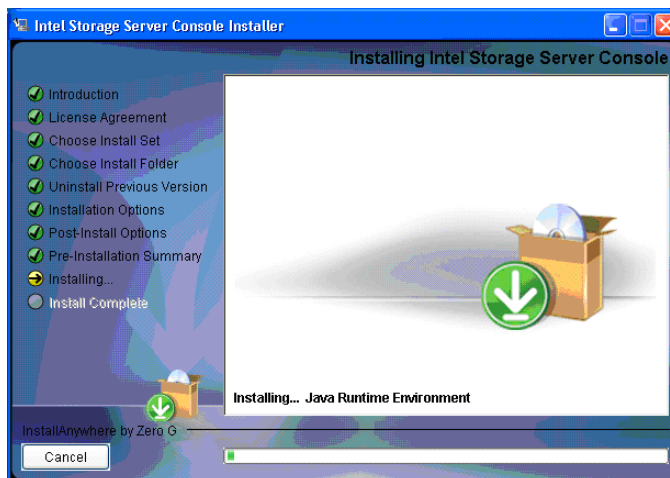 Intel Storage Server Console Installer
Installing Intel Storage Server Console
Introduction
License Agreement
Choose Install Set
Choose Install Folder
Uninstall Previous Version
Installation Options
Post-Install Options
Pre-Installation Summary
Installing...
Install Complete
Installing... Java Runtime Environment
InstallAnywhere by Zero G
Cancel